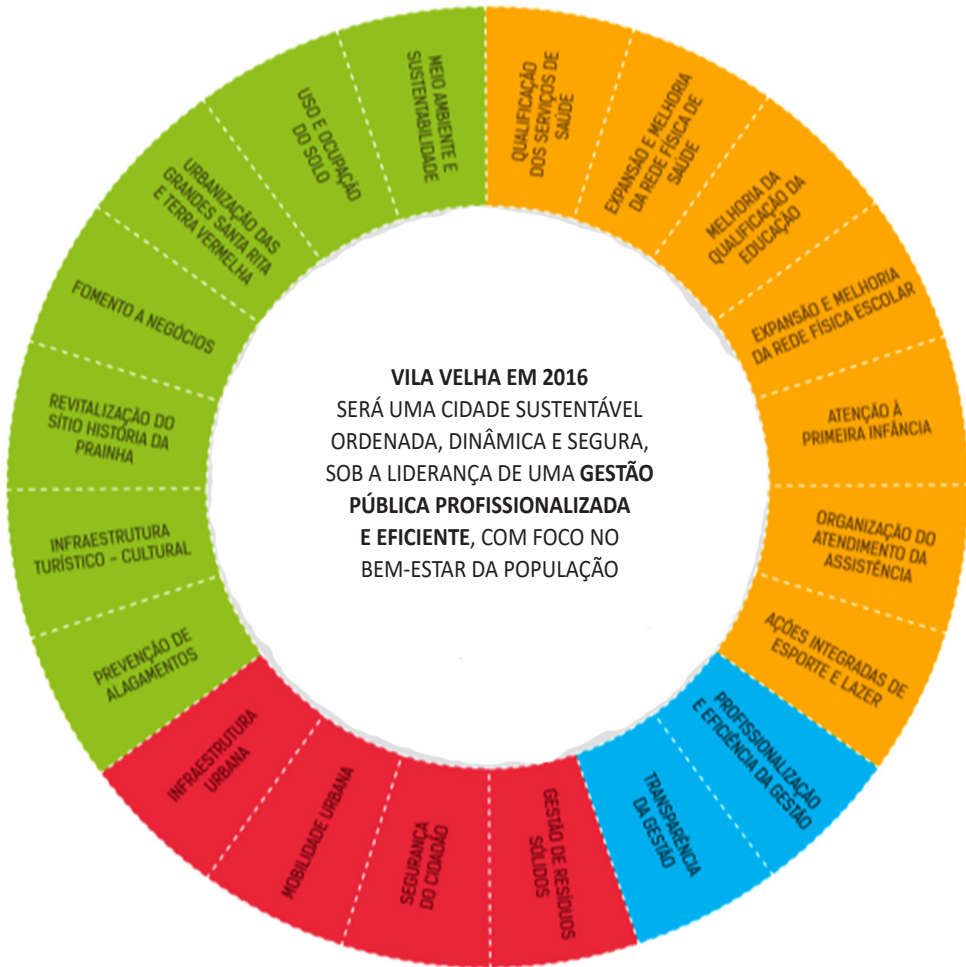 MEIO AMBIENTE E
SUSTENTABILIDADE
QUALIFICAÇÃO
DOS SERVIÇOS DE
SAÚDE
EXPANSÃO E MELHORIA
DA REDE FÍSICA DE
SAÚDE
MELHORIA DA
QUALIFICAÇÃO DA
EDUCAÇÃO
EXPANSÃO E MELHORIA
DA REDE FÍSICA ESCOLAR
ATENÇÃO À
PRIMEIRA INFÂNCIA
ORGANIZAÇÃO DO
ATENDIMENTO DA
ASSISTÊNCIA
AÇÕES INTEGRADAS DE
ESPORTE E LAZER
PROFISSIONALIZAÇÃO
E EFICIÊNCIA DA GESTÃO
TRANSPARÊNCIA
DA GESTÃO
GESTÃO DE RESÍDUOS
SÓLIDOS
SEGURANÇA
DO CIDADÃO
MOBILIDADE URBANA
INFRAESTRUTURA
URBANA
PREVENÇÃO DE
ALAGAMENTOS
INFRAESTRUTURA
TURÍSTICO - CULTURAL
REVITALIZAÇÃO DO
SÍTIO HISTÓRIA DA
PRAINHA
FOMENTO A NEGÓCIOS
URBANIZAÇÃO DAS
GRANDES SANTA RITA
E TERRA VERMELHA
USO E OCUPAÇÃO
DO SOLO
VILA VELHA EM 2016
SERÁ UMA CIDADE SUSTENTÁVEL
ORDENADA, DINÂMICA E SEGURA,
SOB A LIDERANÇA DE UMA GESTÃO
PÚBLICA PROFISSIONALIZADA
E EFICIENTE, COM FOCO NO
BEM-ESTAR DA POPULAÇÃO